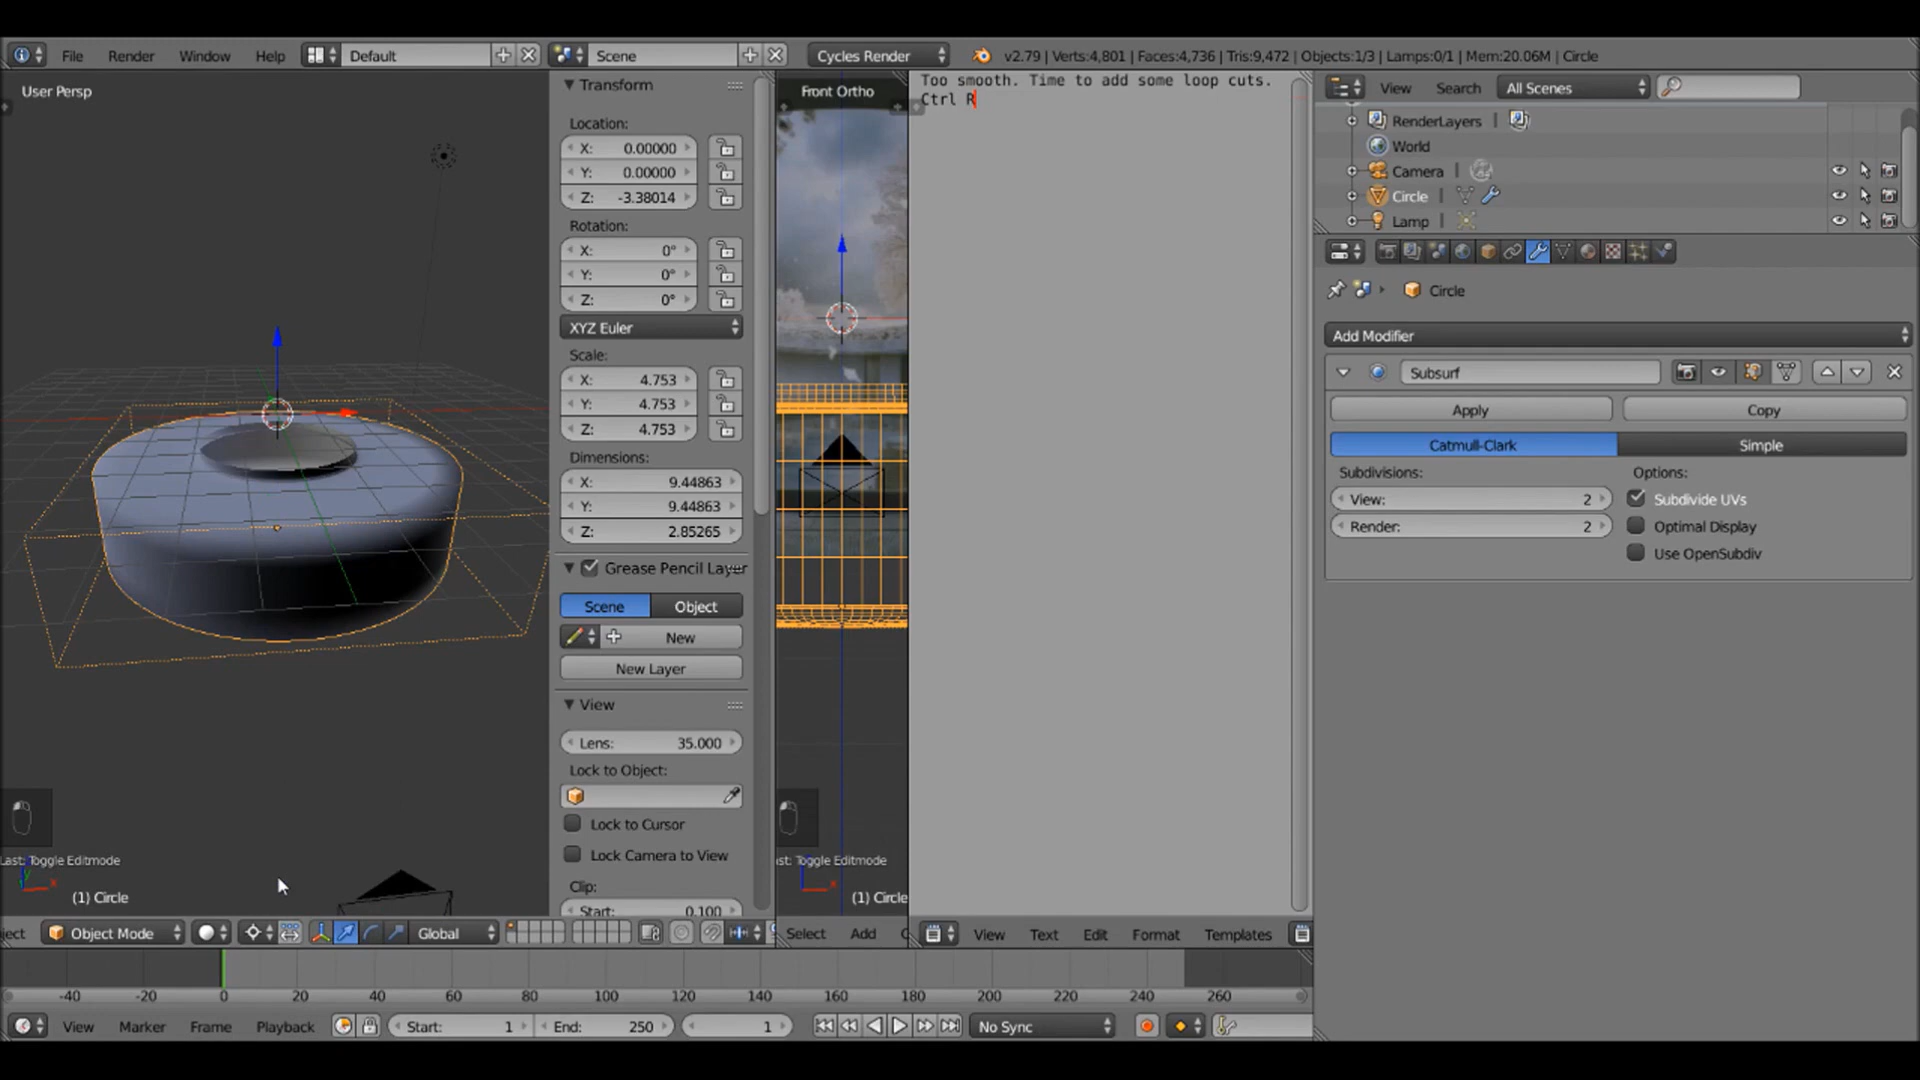 File Render Window Help Default Scene Cycles Render v2.79 | Verts:4,801 | Faces:4,736 | Tris:9,472 | Objects:1/3 | Lamps:0/1 | Mem:20.06M | Circle
User Persp
Transform
Location:
X: 0.00000
Y: 0.00000
Z: -3.38014
Rotation:
X: 0°
Y: 0°
Z: 0°
XYZ Euler
Scale:
X: 4.753
Y: 4.753
Z: 4.753
Dimensions:
X: 9.44863
Y: 9.44863
Z: 2.85265
Grease Pencil Layer
Scene Object
New
New Layer
View
Lens: 35.000
Lock to Object:
Lock to Cursor
Lock Camera to View
Clip:
Start: 0.100
Last: Toggle Editmode
(1) Circle
Front Ortho
ast: Toggle Editmode
(1) Circle
Too smooth. Time to add some loop cuts.
Ctrl R
View Search All Scenes
RenderLayers
World
Camera
Circle
Lamp
Circle
Add Modifier
Subsurf
Apply Copy
Catmull-Clark Simple
Subdivisions: Options:
View: 2 Subdivide UVs
Render: 2 Optimal Display
Use OpenSubdiv
ject Object Mode Global Select Add View Text Edit Format Templates
-40 -20 0 20 40 60 80 100 120 140 160 180 200 220 240 260
View Marker Frame Playback Start: 1 End: 250 1 No Sync